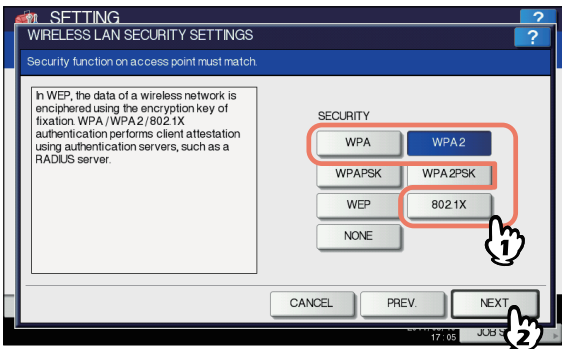 SETTING
?
WIRELESS LAN SECURITY SETTINGS
?
Security function on access point must match.
In WEP, the data of a wireless network is
enciphered using the encryption key of
fixation. WPA/WPA2/802.1X
authentication performs client attestation
using authentication servers, such as a
RADIUS server.
SECURITY
WPA
WPA2
WPAPSK
WPA2PSK
WEP
802.1X
NONE
1
CANCEL
PREV.
NEXT
17:05
2